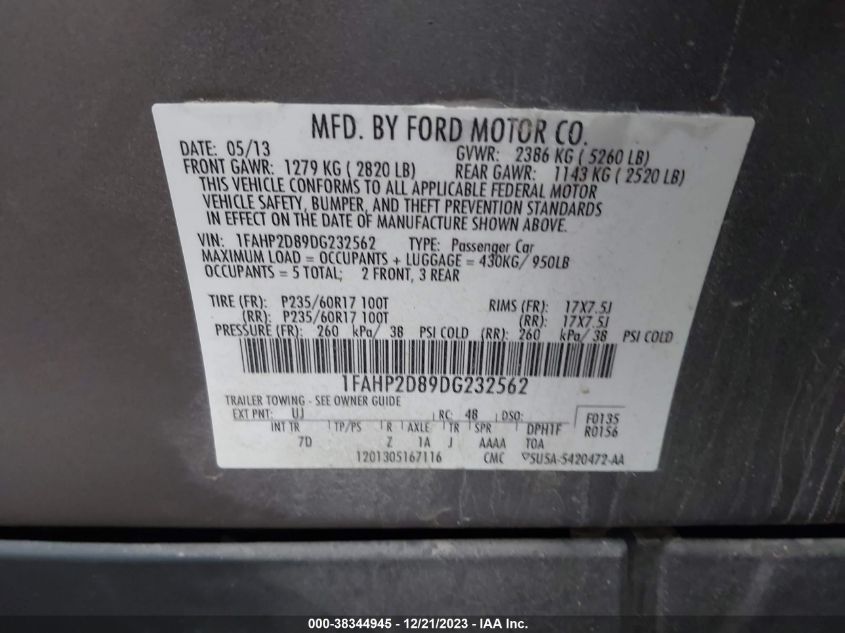 MFD. BY FORD MOTOR CO.
DATE: 05/13 GVWR: 2386 KG ( 5260 LB)
FRONT GAWR: 1279 KG ( 2820 LB) REAR GAWR: 1143 KG ( 2520 LB)
THIS VEHICLE CONFORMS TO ALL APPLICABLE FEDERAL MOTOR
VEHICLE SAFETY, BUMPER, AND THEFT PREVENTION STANDARDS
IN EFFECT ON THE DATE OF MANUFACTURE SHOWN ABOVE.
VIN: 1FAHP2D89DG232562 TYPE: Passenger Car
MAXIMUM LOAD = OCCUPANTS + LUGGAGE = 430KG/ 950LB
OCCUPANTS = 5 TOTAL; 2 FRONT, 3 REAR
TIRE (FR): P235/60R17 100T RIMS (FR): 17X7.5J
(RR): P235/60R17 100T (RR): 17X7.5J
PRESSURE (FR): 260 kPa/ 38 PSI COLD (RR): 260 kPa/ 38 PSI COLD
1FAHP2D89DG232562
TRAILER TOWING - SEE OWNER GUIDE
EXT PNT: UJ RC: 48 DSO: F0135
INT TR TP/PS R AXLE TR SPR DPH1F R0156
7D Z 1A J AAAA TOA
1201305167116 CMC 5U5A-5420472-AA
000-38344945 - 12/21/2023 - IAA Inc.